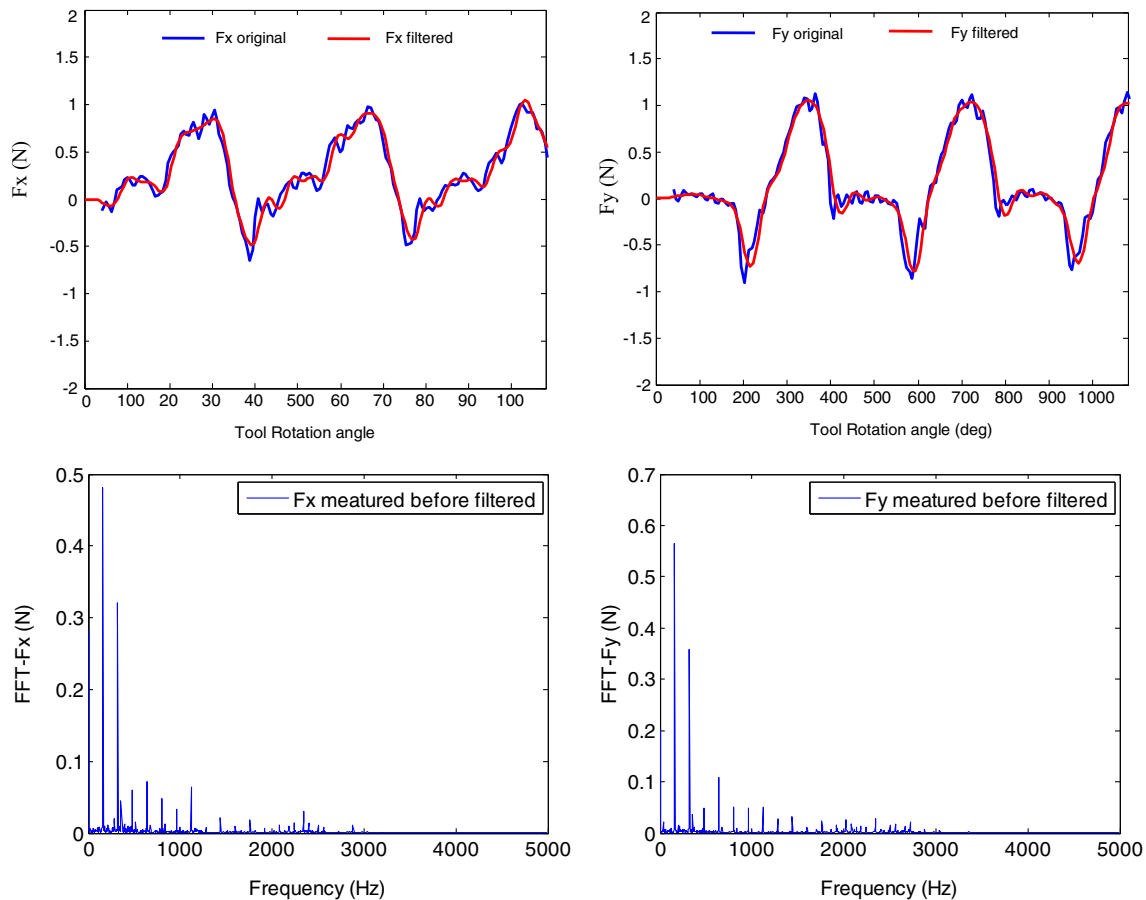 Fx original
Fx filtered
2
1.5
1
0.5
0
-0.5
-1
-1.5
-2
Fx (N)
0 100 20 30 40 500 60 70 80 20 100
Tool Rotation angle
Fy original
Fy filtered
2
1.5
1
0.5
0
-0.5
-1
-1.5
-2
Fy (N)
0 100 200 300 400 500 600 700 800 900 1000
Tool Rotation angle (deg)
Fx meatured before filtered
0.5
0.4
0.3
0.2
0.1
0
FFT-Fx (N)
0 1000 2000 3000 4000 5000
Frequency (Hz)
Fy meatured before filtered
0.7
0.6
0.5
0.4
0.3
0.2
0.1
0
FFT-Fy (N)
0 1000 2000 3000 4000 5000
Frequency (Hz)